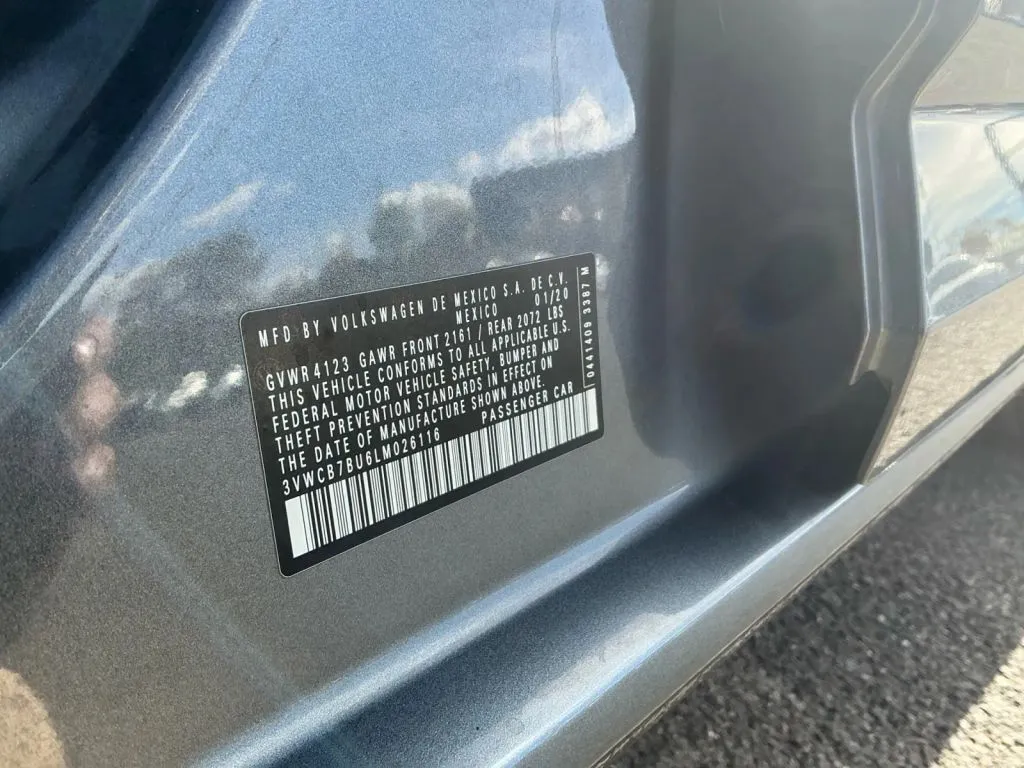 MFD BY VOLKSWAGEN DE MEXICO S.A. DE C.V.
MEXICO 01/20
GVWR 4123 GAWR FRONT 2161 / REAR 2072 LBS
THIS VEHICLE CONFORMS TO ALL APPLICABLE U.S.
FEDERAL MOTOR VEHICLE SAFETY, BUMPER AND
THEFT PREVENTION STANDARDS IN EFFECT ON
THE DATE OF MANUFACTURE SHOWN ABOVE.
3VWCB7BU6LM026116 PASSENGER CAR
0447409 3387 M